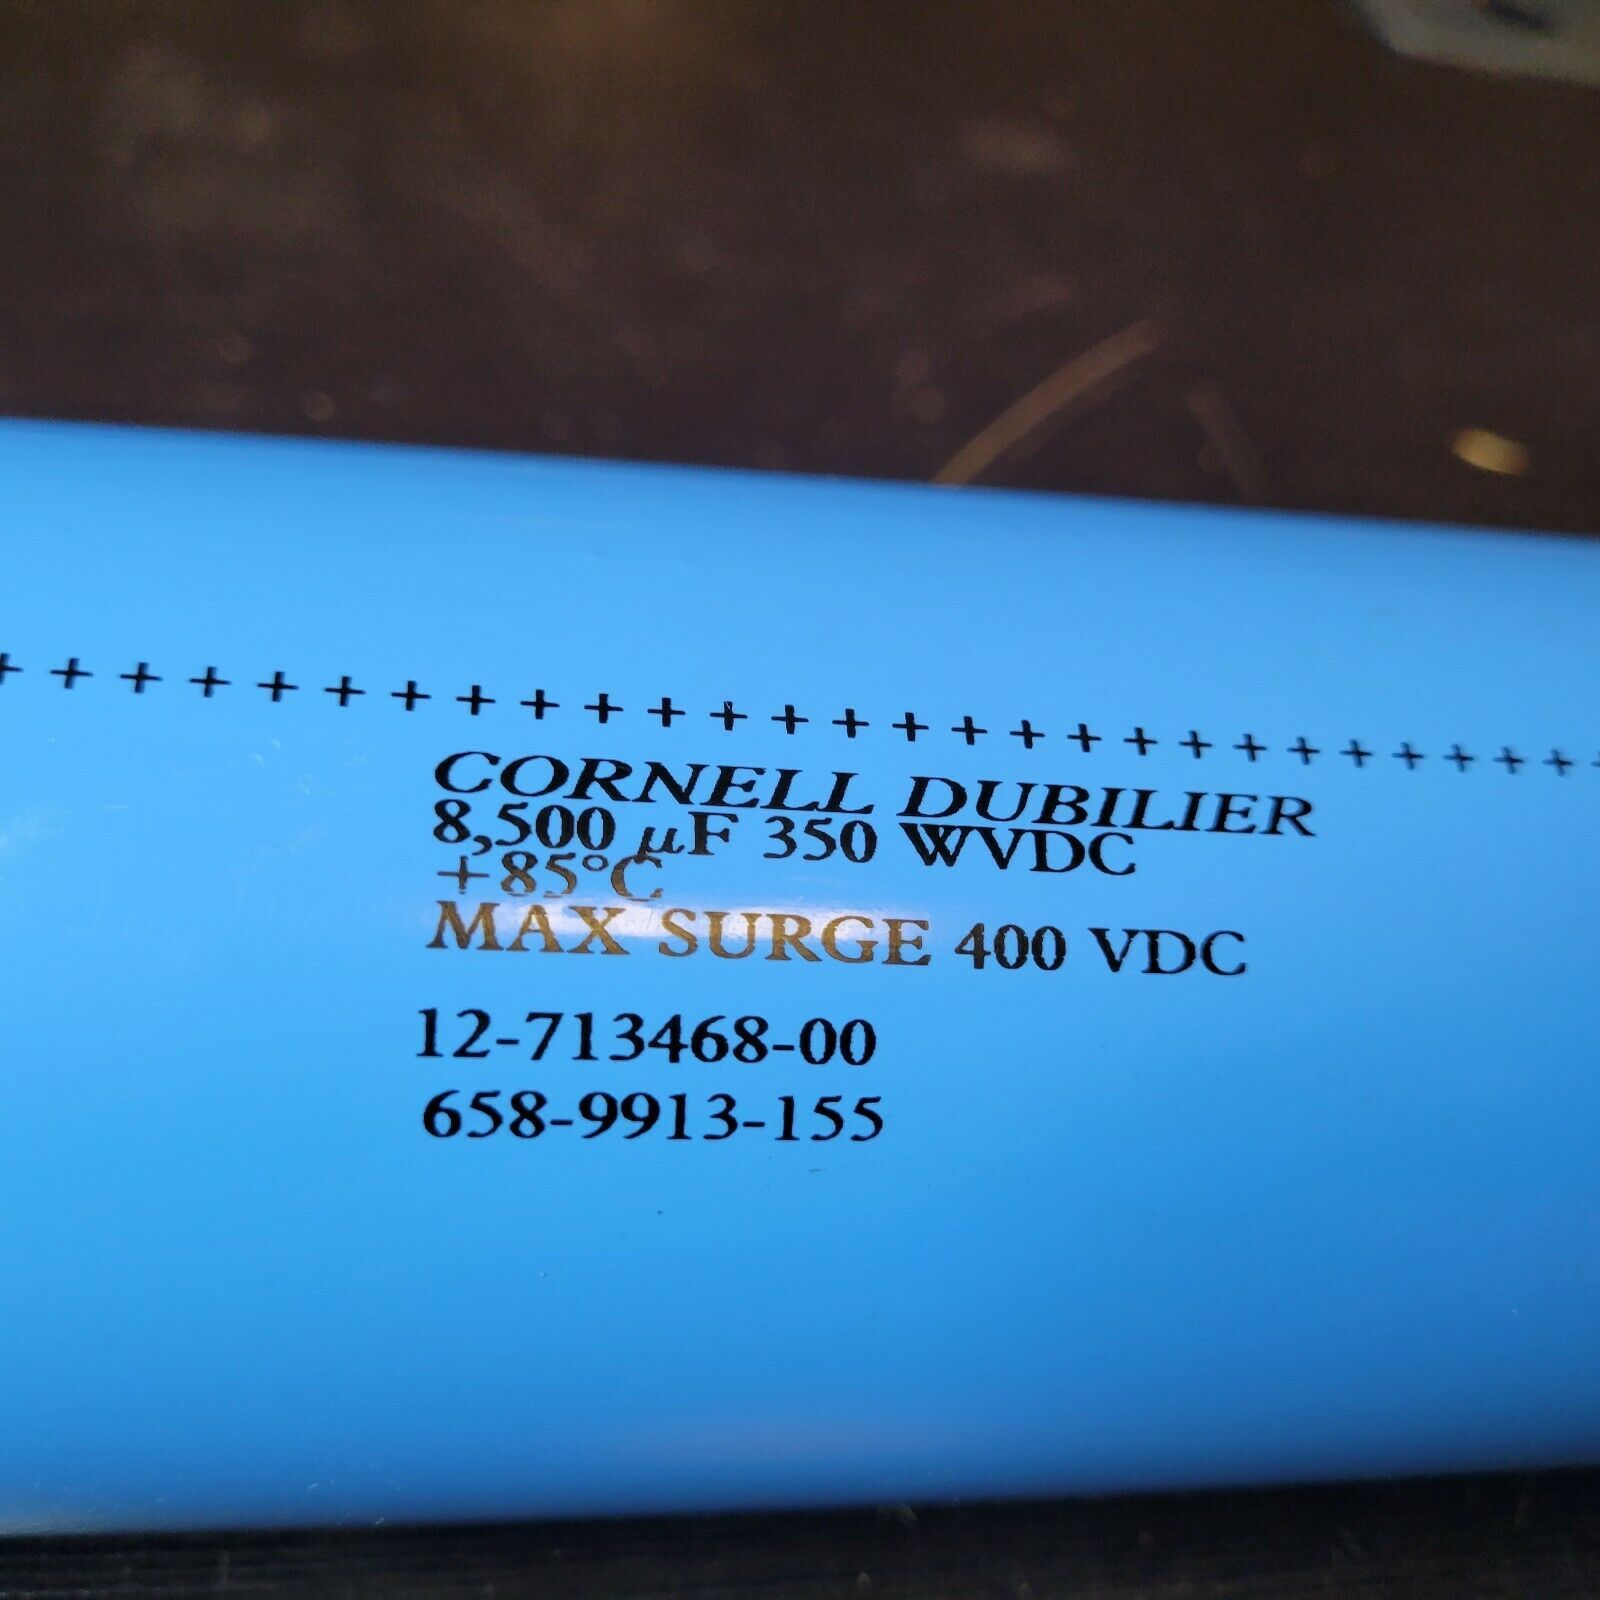 + + + + + + + + + + + + + + + + + + + + + + + + + + + +
CORNELL DUBILIER
8,500 µF 350 WVDC
+85°C
MAX SURGE 400 VDC
12-713468-00
658-9913-155